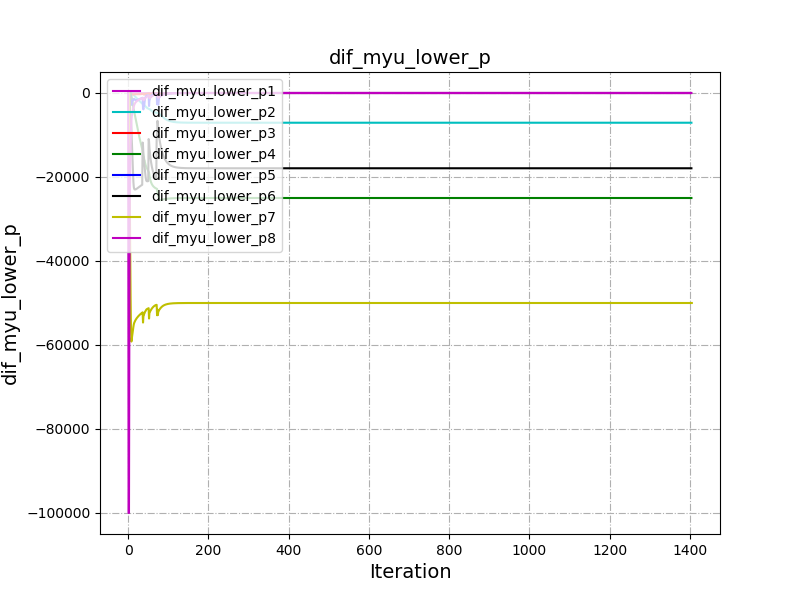 dif_myu_lower_p
dif_myu_lower_p
0
−20000
−40000
−60000
−80000
−100000
dif_myu_lower_p1
dif_myu_lower_p2
dif_myu_lower_p3
dif_myu_lower_p4
dif_myu_lower_p5
dif_myu_lower_p6
dif_myu_lower_p7
dif_myu_lower_p8
0 200 400 600 800 1000 1200 1400
Iteration